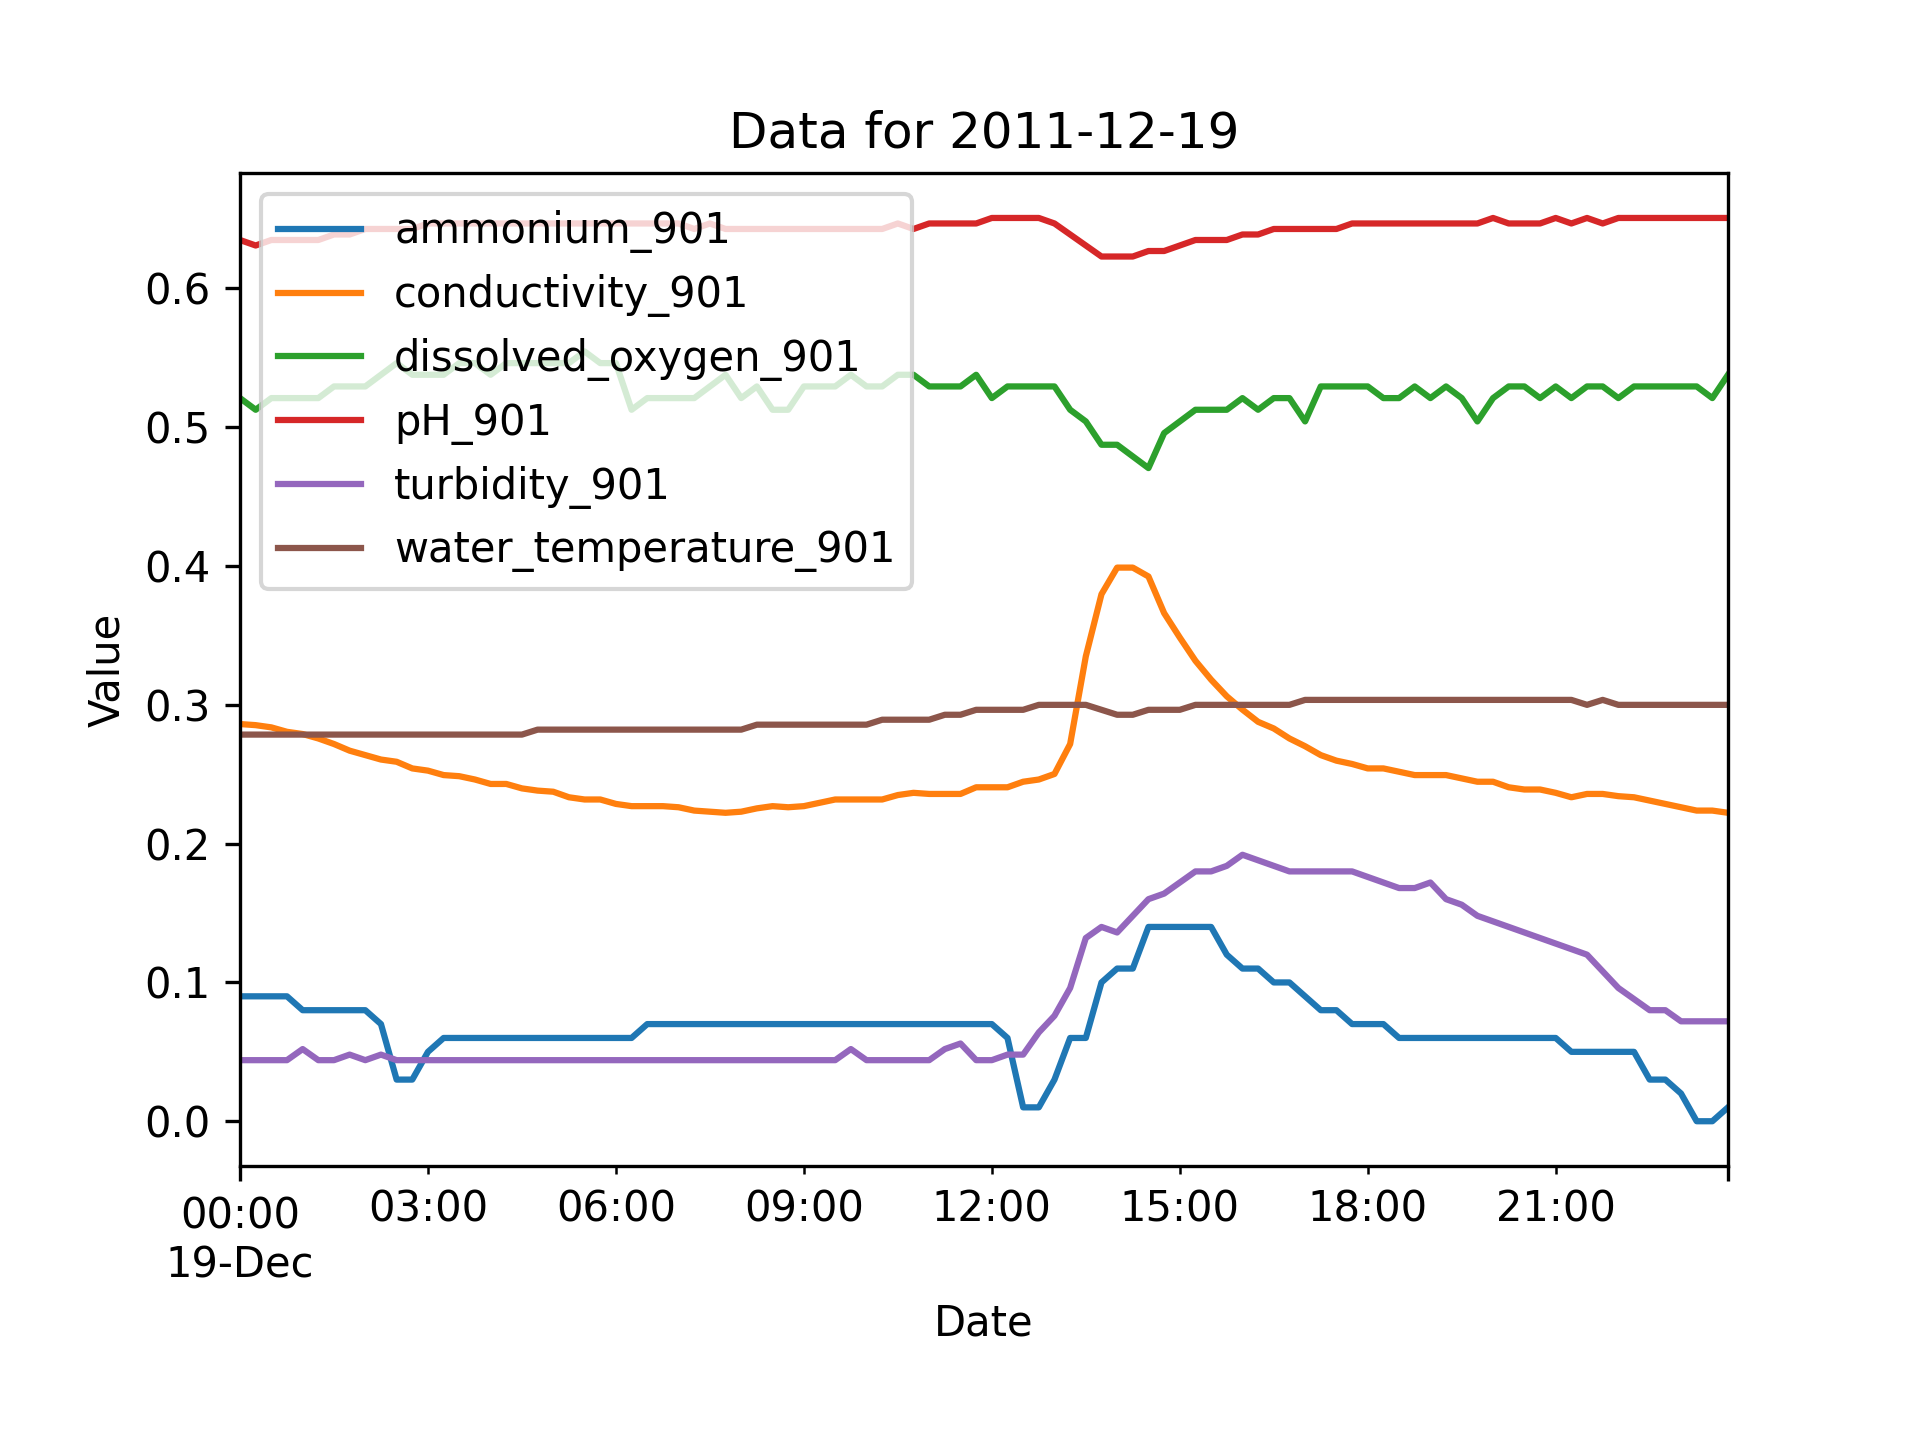 Data for 2011-12-19
ammonium_901
conductivity_901
dissolved_oxygen_901
pH_901
turbidity_901
water_temperature_901
Value
0.6
0.5
0.4
0.3
0.2
0.1
0.0
00:00 03:00 06:00 09:00 12:00 15:00 18:00 21:00
19-Dec
Date